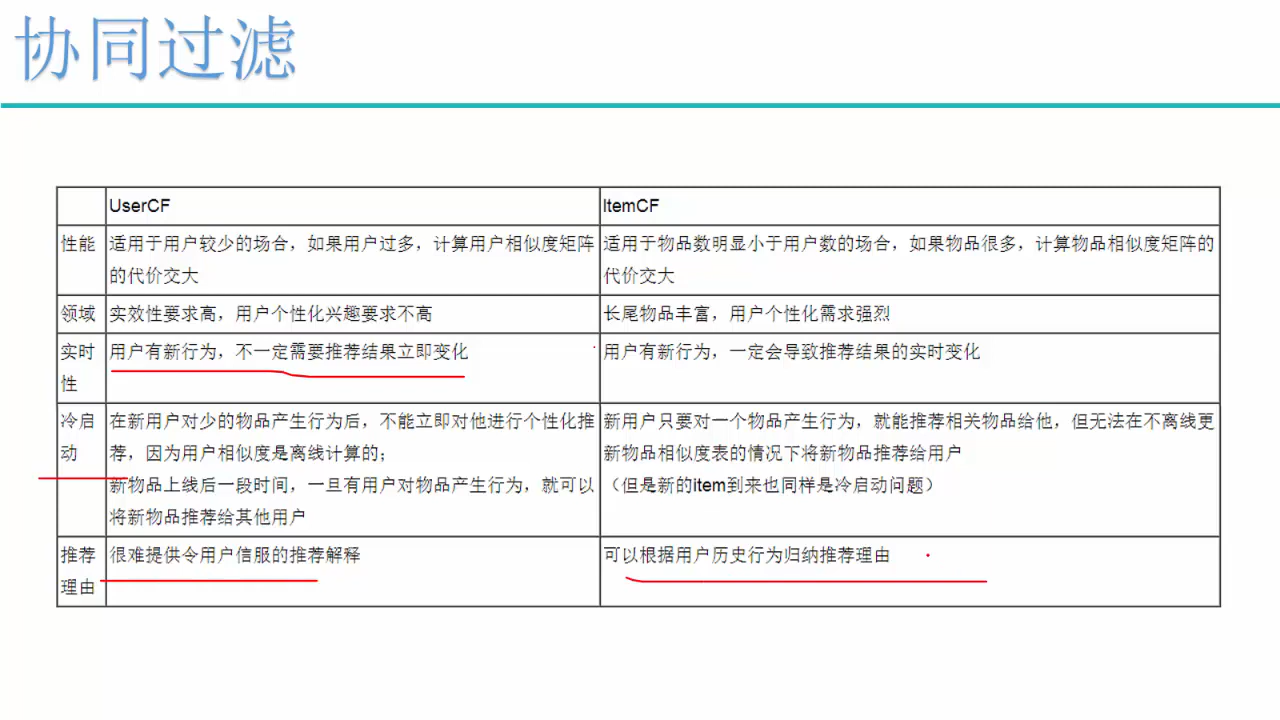 协同过滤
UserCF
ItemCF
性能
适用于用户较少的场合，如果用户过多，计算用户相似度矩阵
的代价交大
适用于物品数明显小于用户数的场合，如果物品很多，计算物品相似度矩阵的
代价交大
领域
实效性要求高，用户个性化兴趣要求不高
长尾物品丰富，用户个性化需求强烈
实时
性
用户有新行为，不一定需要推荐结果立即变化
用户有新行为，一定会导致推荐结果的实时变化
冷启
动
在新用户对少的物品产生行为后，不能立即对他进行个性化推
荐，因为用户相似度是离线计算的；
新物品上线后一段时间，一旦有用户对物品产生行为，就可以
将新物品推荐给其他用户
新用户只要对一个物品产生行为，就能推荐相关物品给他，但无法在不离线更
新物品相似度表的情况下将新物品推荐给用户
（但是新的item到来也同样是冷启动问题）
推荐
理由
很难提供令用户信服的推荐解释
可以根据用户历史行为归纳推荐理由